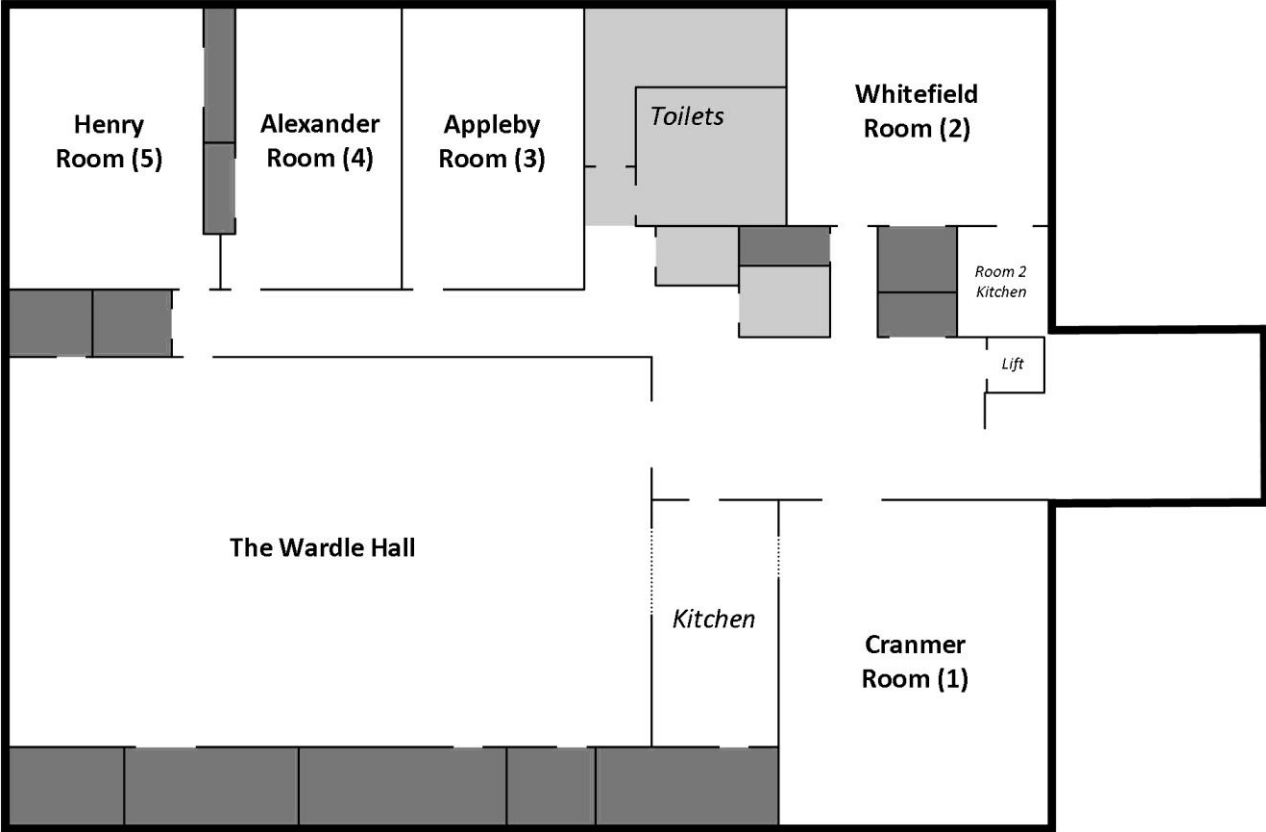 Henry
Room (5)
Alexander
Room (4)
Appleby
Room (3)
Toilets
Whitefield
Room (2)
Room 2
Kitchen
Lift
The Wardle Hall
Kitchen
Cranmer
Room (1)